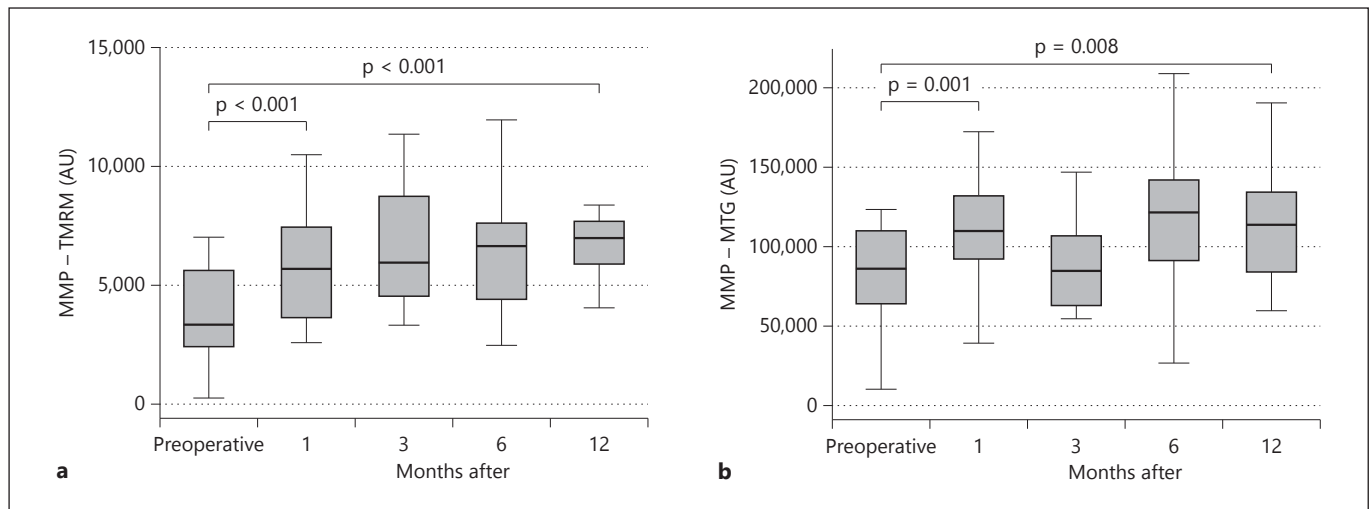 15,000
10,000
5,000
0
MMP – TMRM (AU)
p < 0.001
p < 0.001
Preoperative 1 3 6 12
Months after
a
200,000
150,000
100,000
50,000
0
MMP – MTG (AU)
p = 0.008
p = 0.001
Preoperative 1 3 6 12
Months after
b